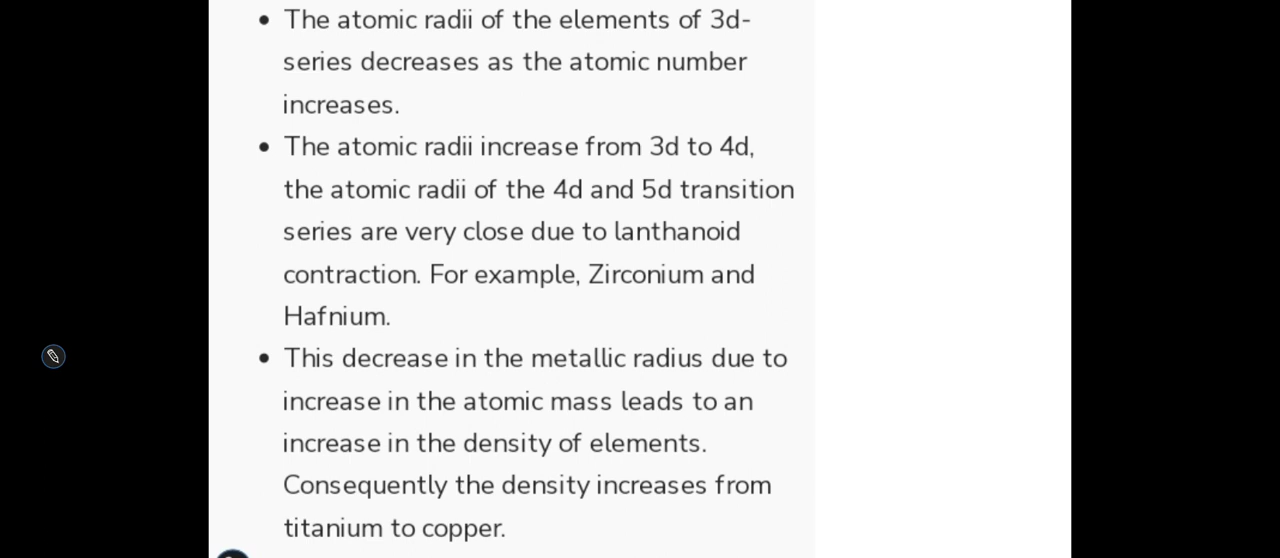 • The atomic radii of the elements of 3d-
series decreases as the atomic number
increases.
• The atomic radii increase from 3d to 4d,
the atomic radii of the 4d and 5d transition
series are very close due to lanthanoid
contraction. For example, Zirconium and
Hafnium.
• This decrease in the metallic radius due to
increase in the atomic mass leads to an
increase in the density of elements.
Consequently the density increases from
titanium to copper.